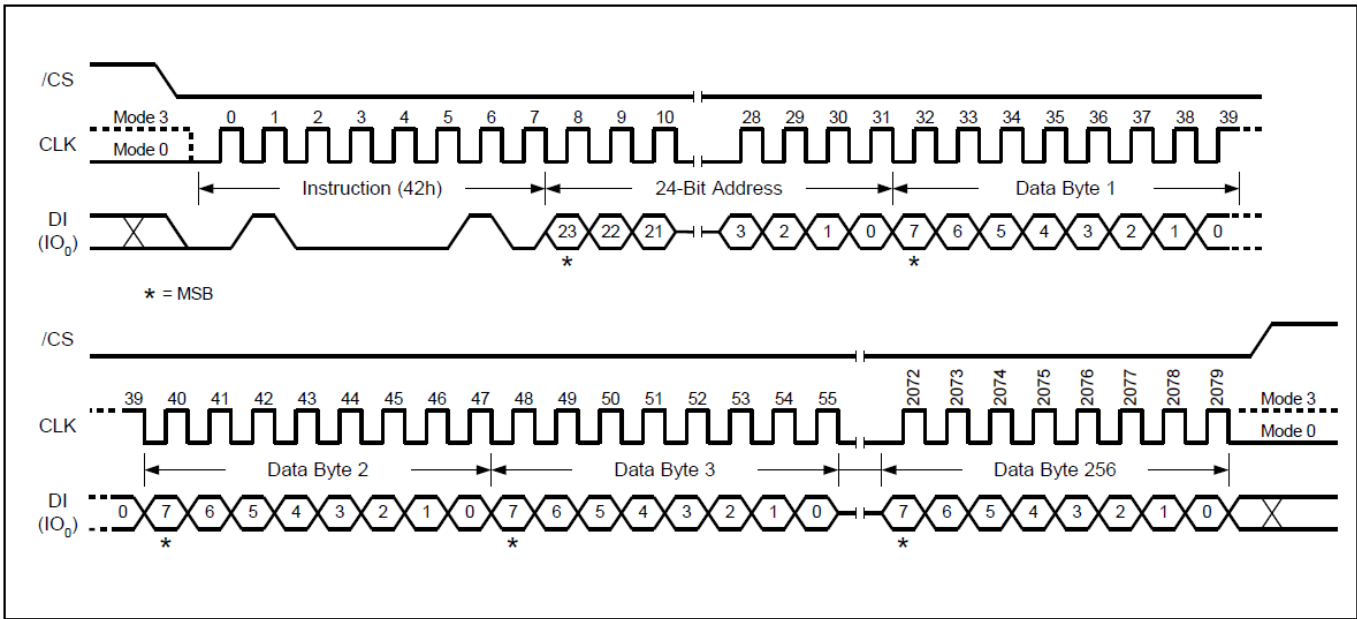 /CS
Mode 3 0 1 2 3 4 5 6 7 8 9 10 28 29 30 31 32 33 34 35 36 37 38 39
CLK
Mode 0
Instruction (42h) 24-Bit Address Data Byte 1
DI
(IO0)
23 22 21 3 2 1 0 7 6 5 4 3 2 1 0
* *
* = MSB
/CS
39 40 41 42 43 44 45 46 47 48 49 50 51 52 53 54 55 2072 2073 2074 2075 2076 2077 2078 2079 Mode 3
CLK
Mode 0
Data Byte 2 Data Byte 3 Data Byte 256
DI
(IO0)
0 7 6 5 4 3 2 1 0 7 6 5 4 3 2 1 0 7 6 5 4 3 2 1 0
* * *